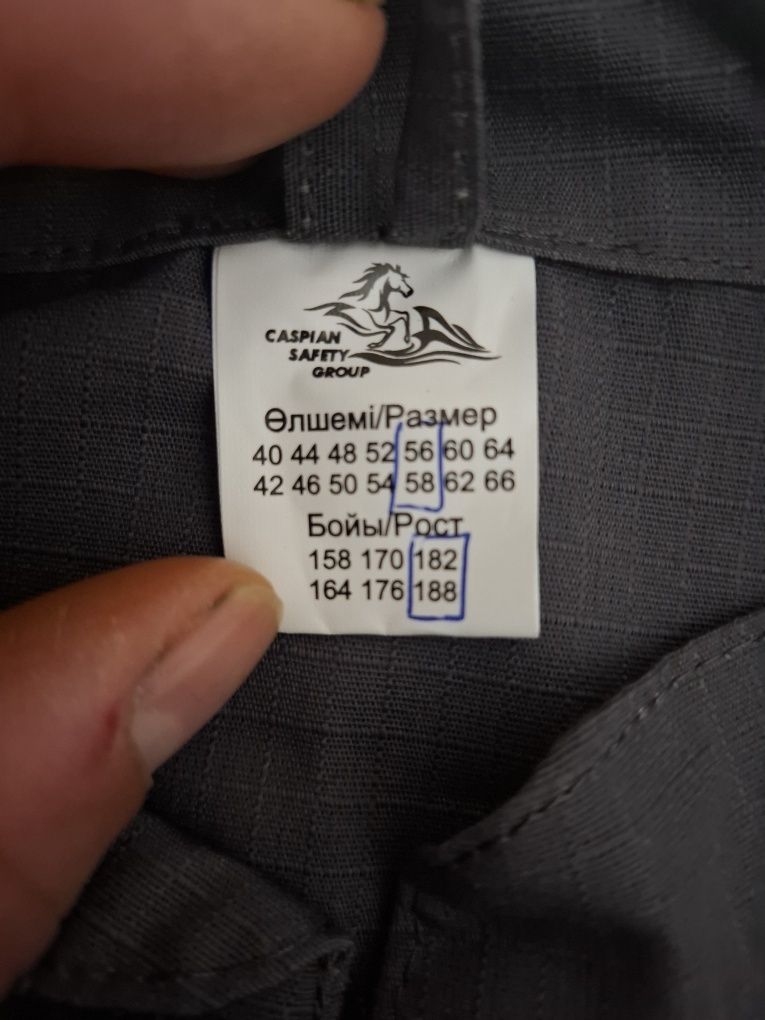 CASPIAN
SAFETY
GROUP
Өлшемі/Размер
40 44 48 52 56 60 64
42 46 50 54 58 62 66
Бойы/Рост
158 170 182
164 176 188